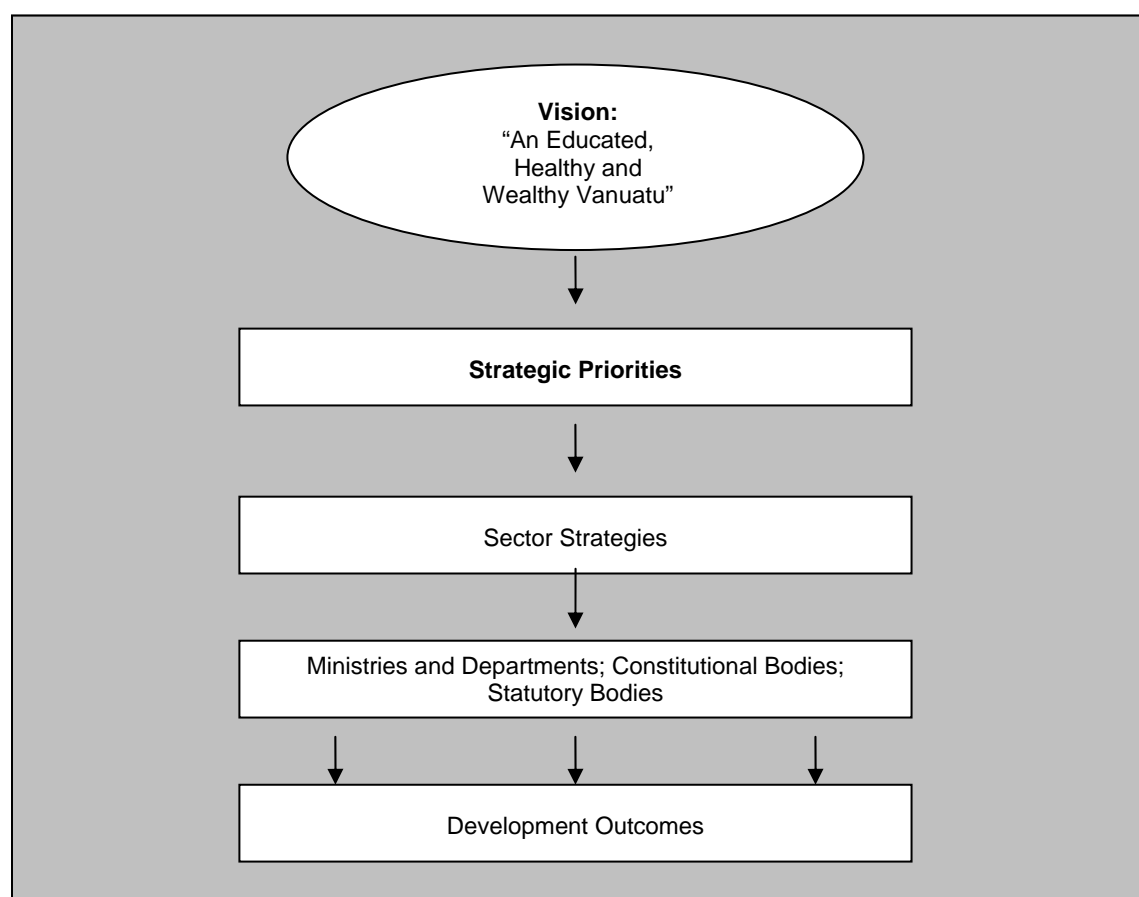 Vision:
“An Educated,
Healthy and
Wealthy Vanuatu”
Strategic Priorities
Sector Strategies
Ministries and Departments; Constitutional Bodies;
Statutory Bodies
Development Outcomes